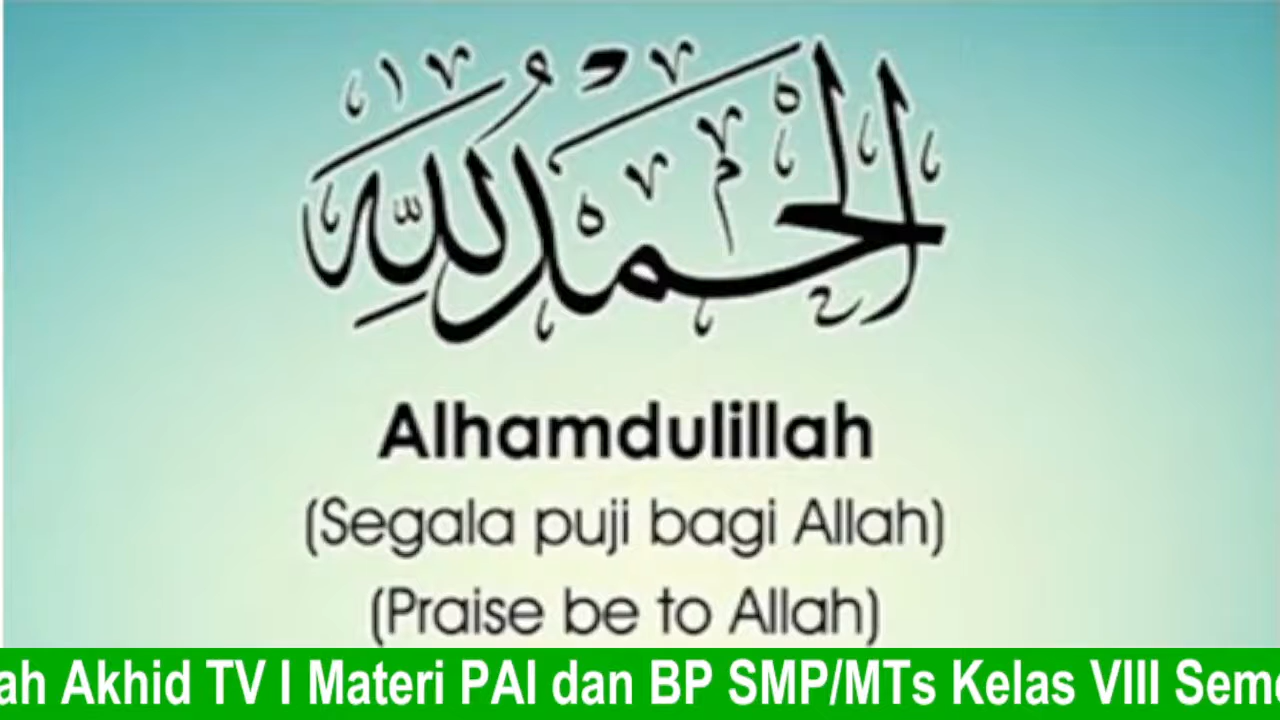 الحمد لله
Alhamdulillah
(Segala puji bagi Allah)
(Praise be to Allah)
Akhid TV I Materi PAI dan BP SMP/MTs Kelas VIII